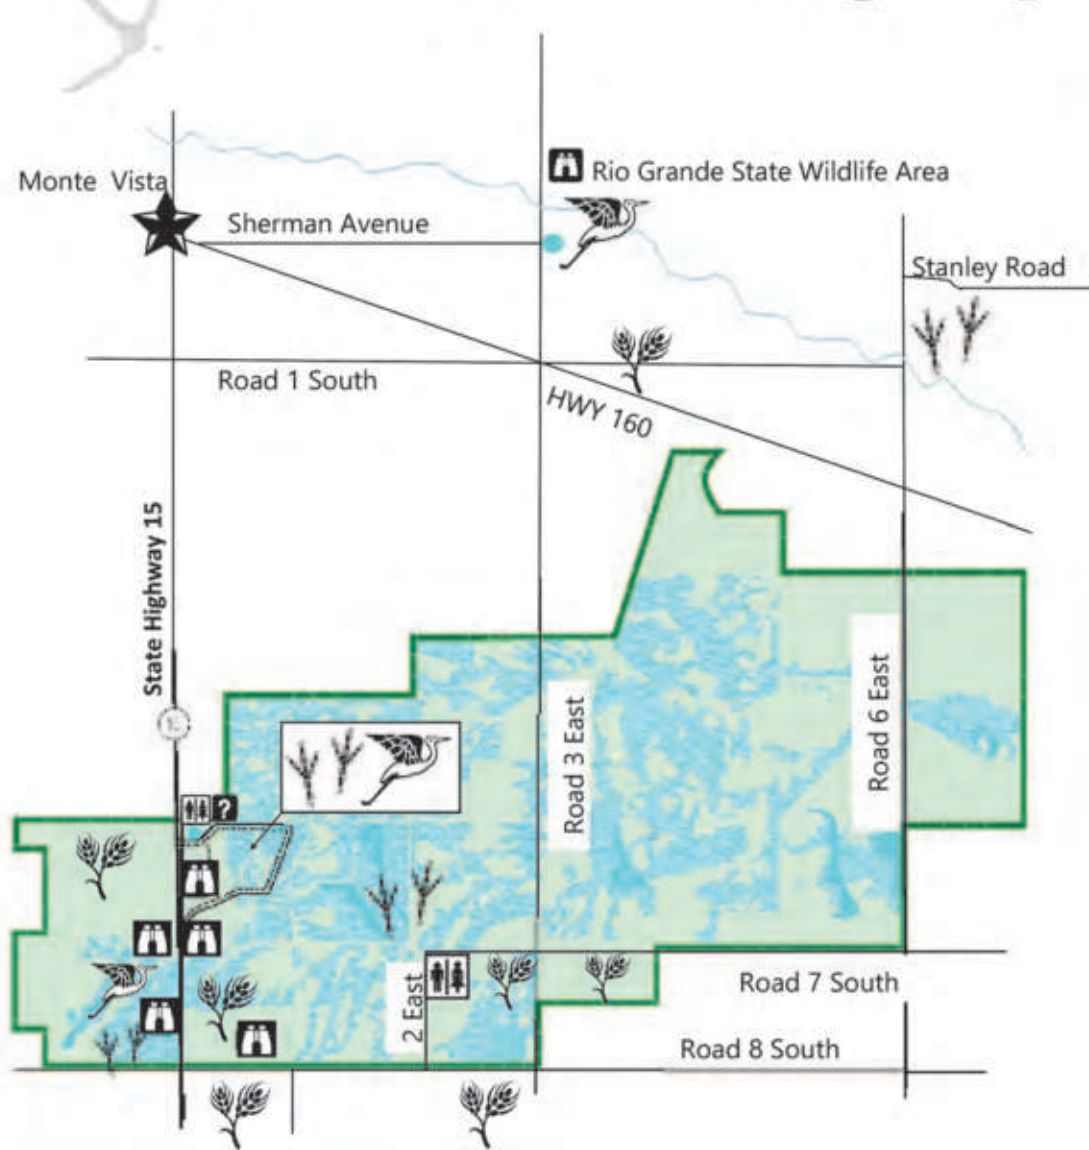 Rio Grande State Wildlife Area
Monte Vista
Sherman Avenue
Stanley Road
Road 1 South
HWY 160
State Highway 15
Road 3 East
Road 6 East
?
2 East
Road 7 South
Road 8 South